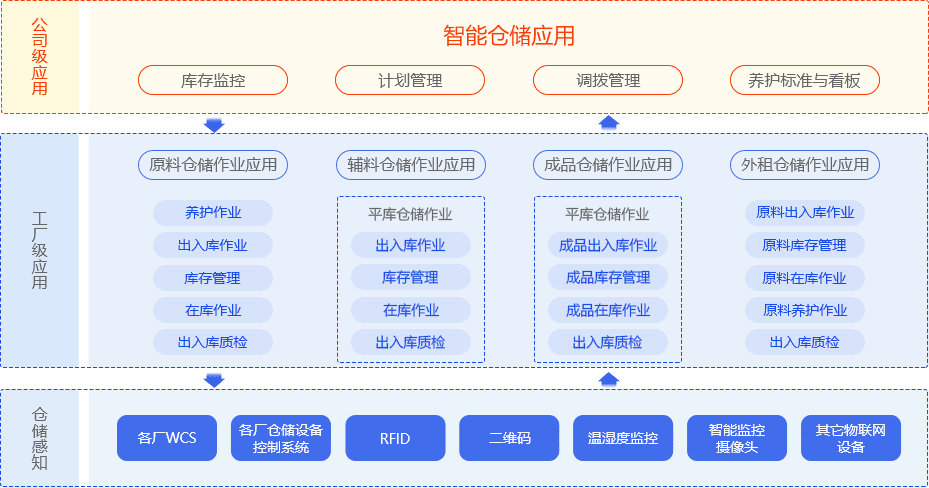 公司级应用
智能仓储应用
库存监控
计划管理
调拨管理
养护标准与看板
工厂级应用
原料仓储作业应用
辅料仓储作业应用
成品仓储作业应用
外租仓储作业应用
养护作业
出入库作业
库存管理
在库作业
出入库质检
平库仓储作业
出入库作业
库存管理
在库作业
出入库质检
平库仓储作业
成品出入库作业
成品库存管理
成品在库作业
出入库质检
原料出入库作业
原料库存管理
原料在库作业
原料养护作业
出入库质检
仓储感知
各厂WCS
各厂仓储设备
控制系统
RFID
二维码
温湿度监控
智能监控
摄像头
其它物联网
设备